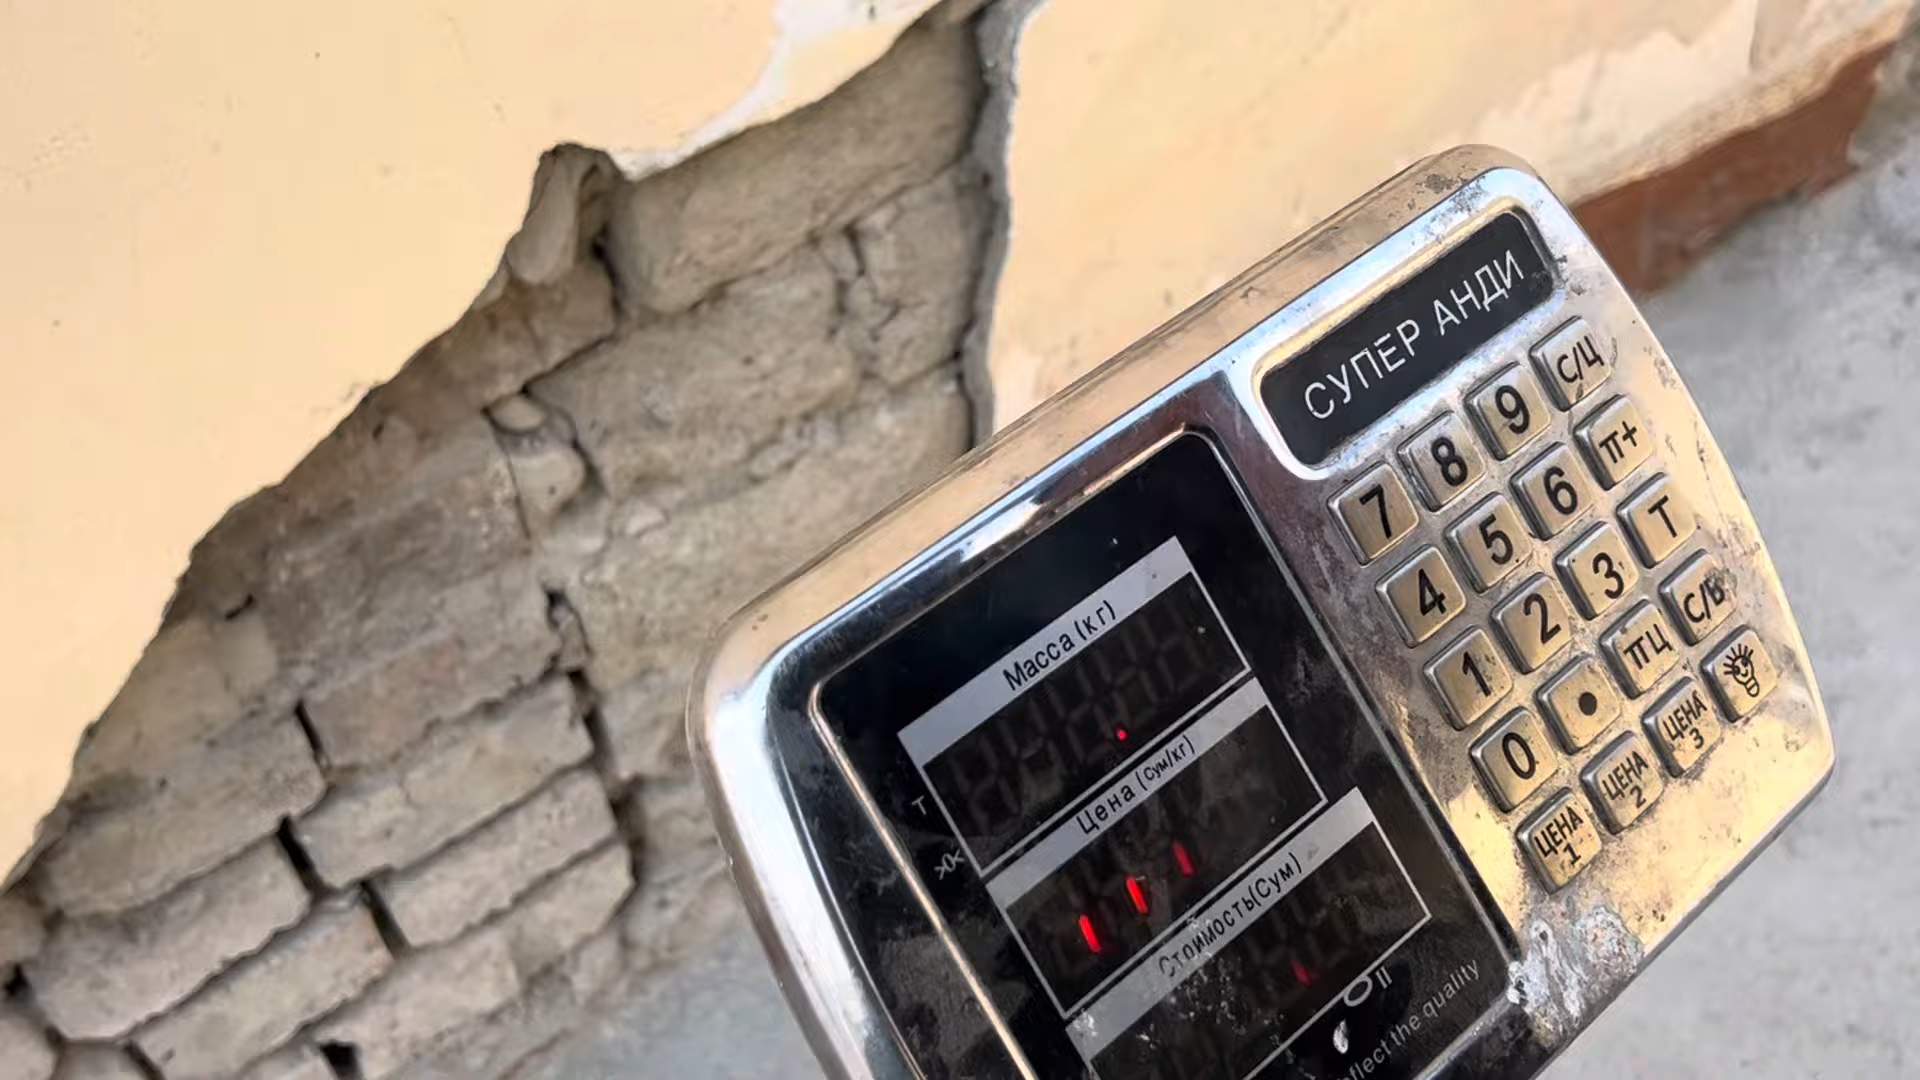 СУПЕР АНДИ
7 8 9 С/Ц
4 5 6 П+
1 2 3 Т
0 • ПЦ С/В
ЦЕНА 1 ЦЕНА 2 ЦЕНА 3
Масса (кг)
Т
Цена (Сум/кг)
>0<
Стоимость(Сум)
the quality